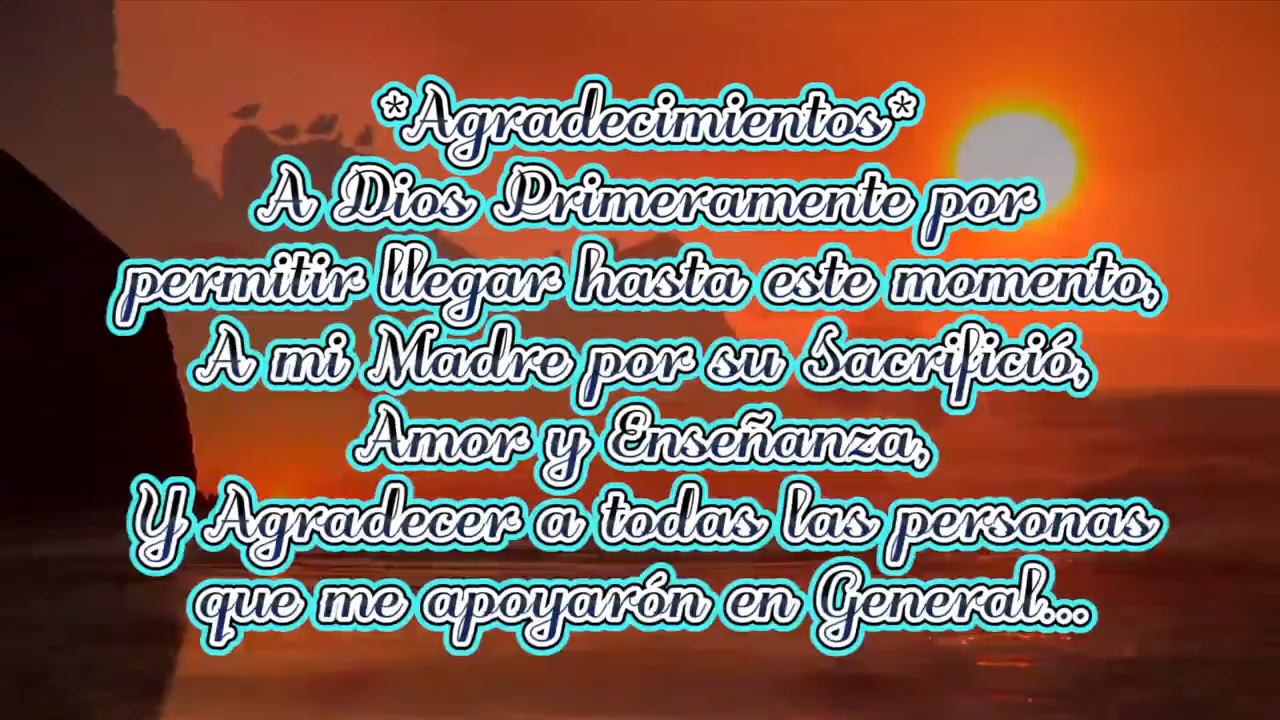 *Agradecimientos*
A Dios Primeramente por
permitir llegar hasta este momento,
A mi Madre por su Sacrifició,
Amor y Enseñanza,
Y Agradecer a todas las personas
que me apoyarón en General...